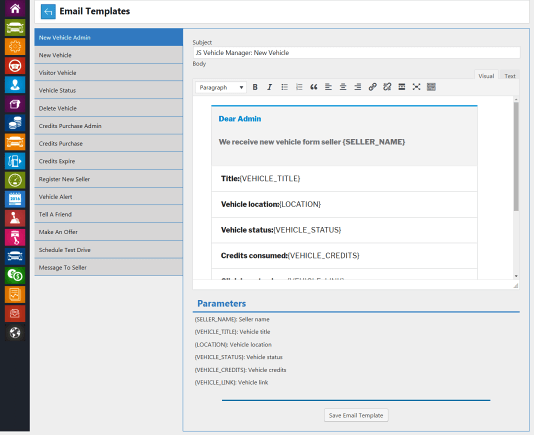 Email Templates
New Vehicle Admin
New Vehicle
Visitor Vehicle
Vehicle Status
Delete Vehicle
Credits Purchase Admin
Credits Purchase
Credits Expire
Register New Seller
Vehicle Alert
Tell A Friend
Make An Offer
Schedule Test Drive
Message To Seller
Subject
JS Vehicle Manager: New Vehicle
Body
Visual Text
Paragraph B I
Dear Admin
We receive new vehicle form seller {SELLER_NAME}
Title:{VEHICLE_TITLE}
Vehicle location:{LOCATION}
Vehicle status:{VEHICLE_STATUS}
Credits consumed:{VEHICLE_CREDITS}
Parameters
{SELLER_NAME}: Seller name
{VEHICLE_TITLE}: Vehicle title
{LOCATION}: Vehicle location
{VEHICLE_STATUS}: Vehicle status
{VEHICLE_CREDITS}: Vehicle credits
{VEHICLE_LINK}: Vehicle link
Save Email Template